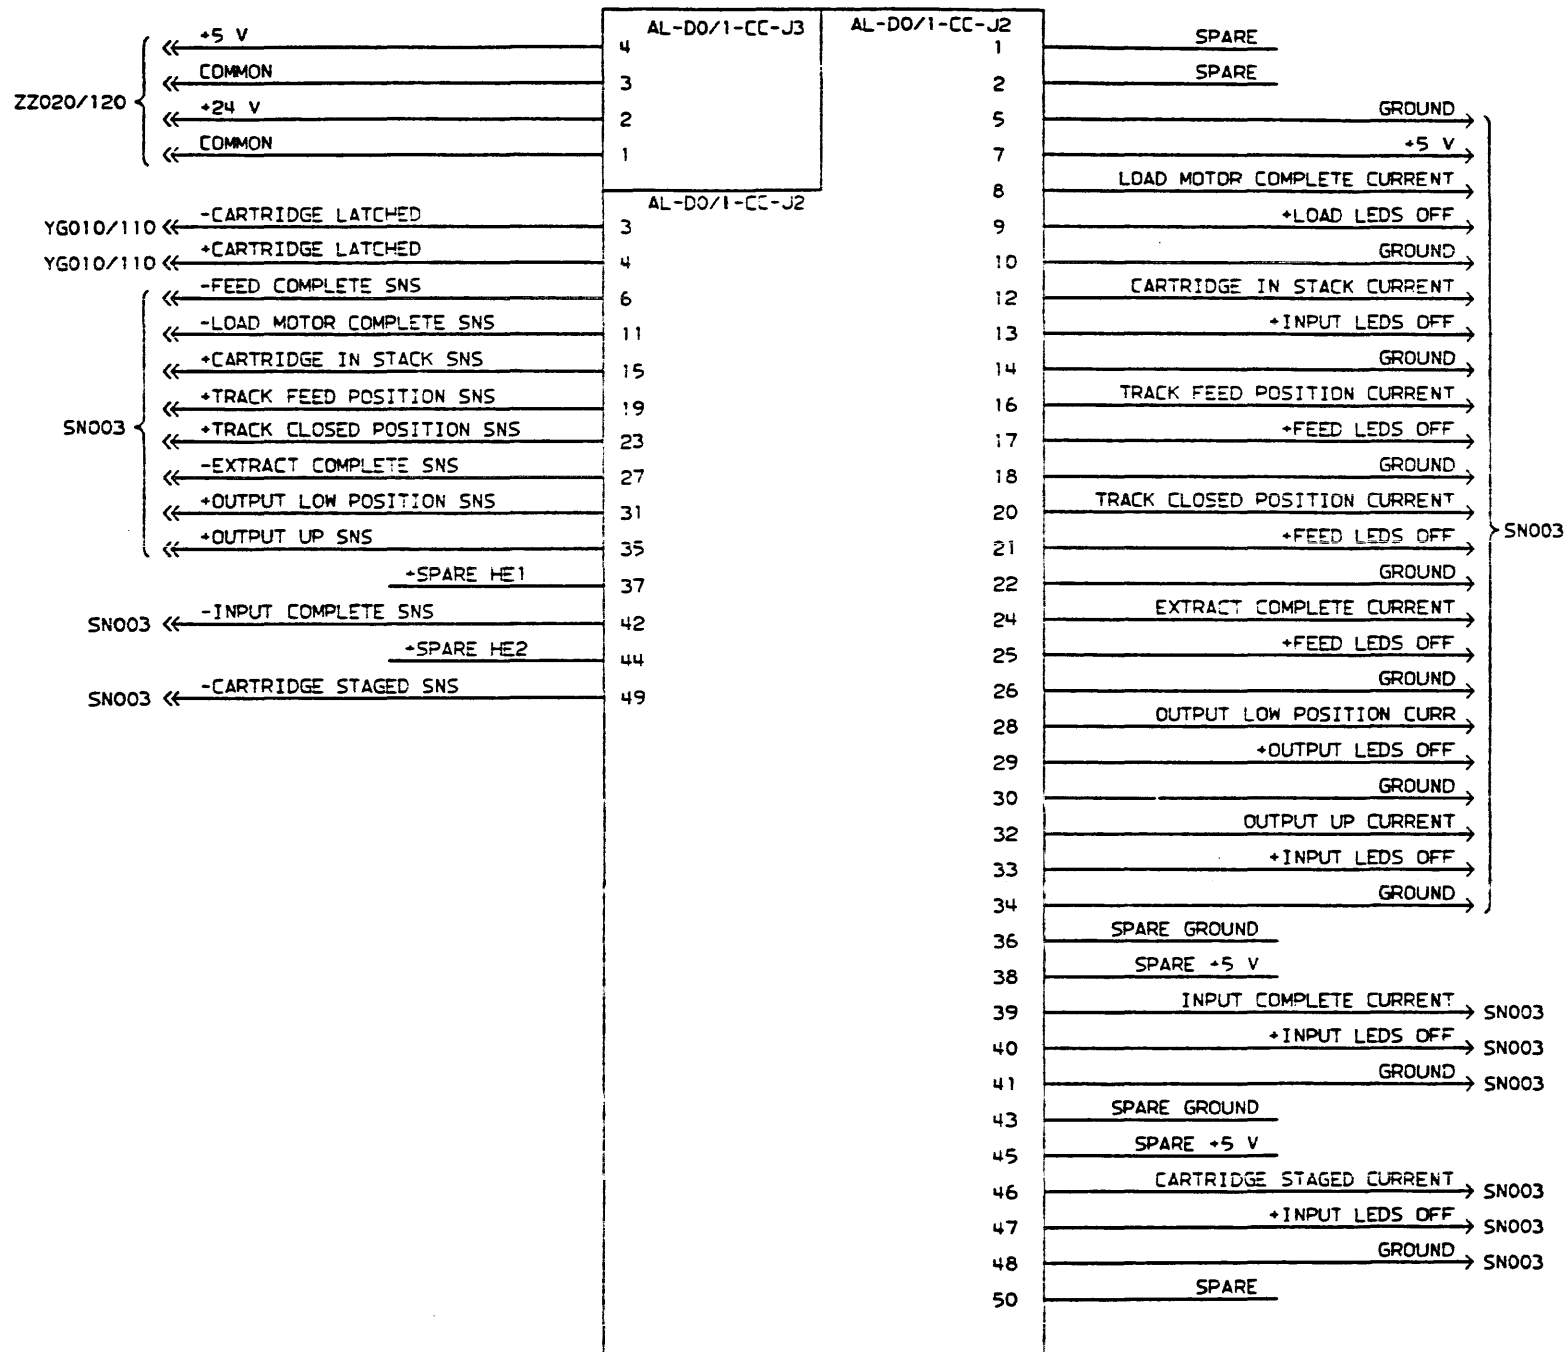 AL-D0/1-CC-J3
ZZ020/120
+5 V 4
COMMON 3
+24 V 2
COMMON 1
AL-D0/1-CC-J2
YG010/110 -CARTRIDGE LATCHED 3
YG010/110 +CARTRIDGE LATCHED 4
SN003
-FEED COMPLETE SNS 6
-LOAD MOTOR COMPLETE SNS 11
+CARTRIDGE IN STACK SNS 15
+TRACK FEED POSITION SNS 19
+TRACK CLOSED POSITION SNS 23
-EXTRACT COMPLETE SNS 27
+OUTPUT LOW POSITION SNS 31
+OUTPUT UP SNS 35
+SPARE HE1 37
SN003 -INPUT COMPLETE SNS 42
+SPARE HE2 44
SN003 -CARTRIDGE STAGED SNS 49
AL-D0/1-CC-J2
1 SPARE
2 SPARE
5 GROUND
7 +5 V
8 LOAD MOTOR COMPLETE CURRENT
9 +LOAD LEDS OFF
10 GROUND
12 CARTRIDGE IN STACK CURRENT
13 +INPUT LEDS OFF
14 GROUND
16 TRACK FEED POSITION CURRENT
17 +FEED LEDS OFF
18 GROUND
20 TRACK CLOSED POSITION CURRENT
21 +FEED LEDS OFF
22 GROUND
24 EXTRACT COMPLETE CURRENT
25 +FEED LEDS OFF
26 GROUND
28 OUTPUT LOW POSITION CURR
29 +OUTPUT LEDS OFF
30 GROUND
32 OUTPUT UP CURRENT
33 +INPUT LEDS OFF
34 GROUND
SN003
36 SPARE GROUND
38 SPARE +5 V
39 INPUT COMPLETE CURRENT SN003
40 +INPUT LEDS OFF SN003
41 GROUND SN003
43 SPARE GROUND
45 SPARE +5 V
46 CARTRIDGE STAGED CURRENT SN003
47 +INPUT LEDS OFF SN003
48 GROUND SN003
50 SPARE